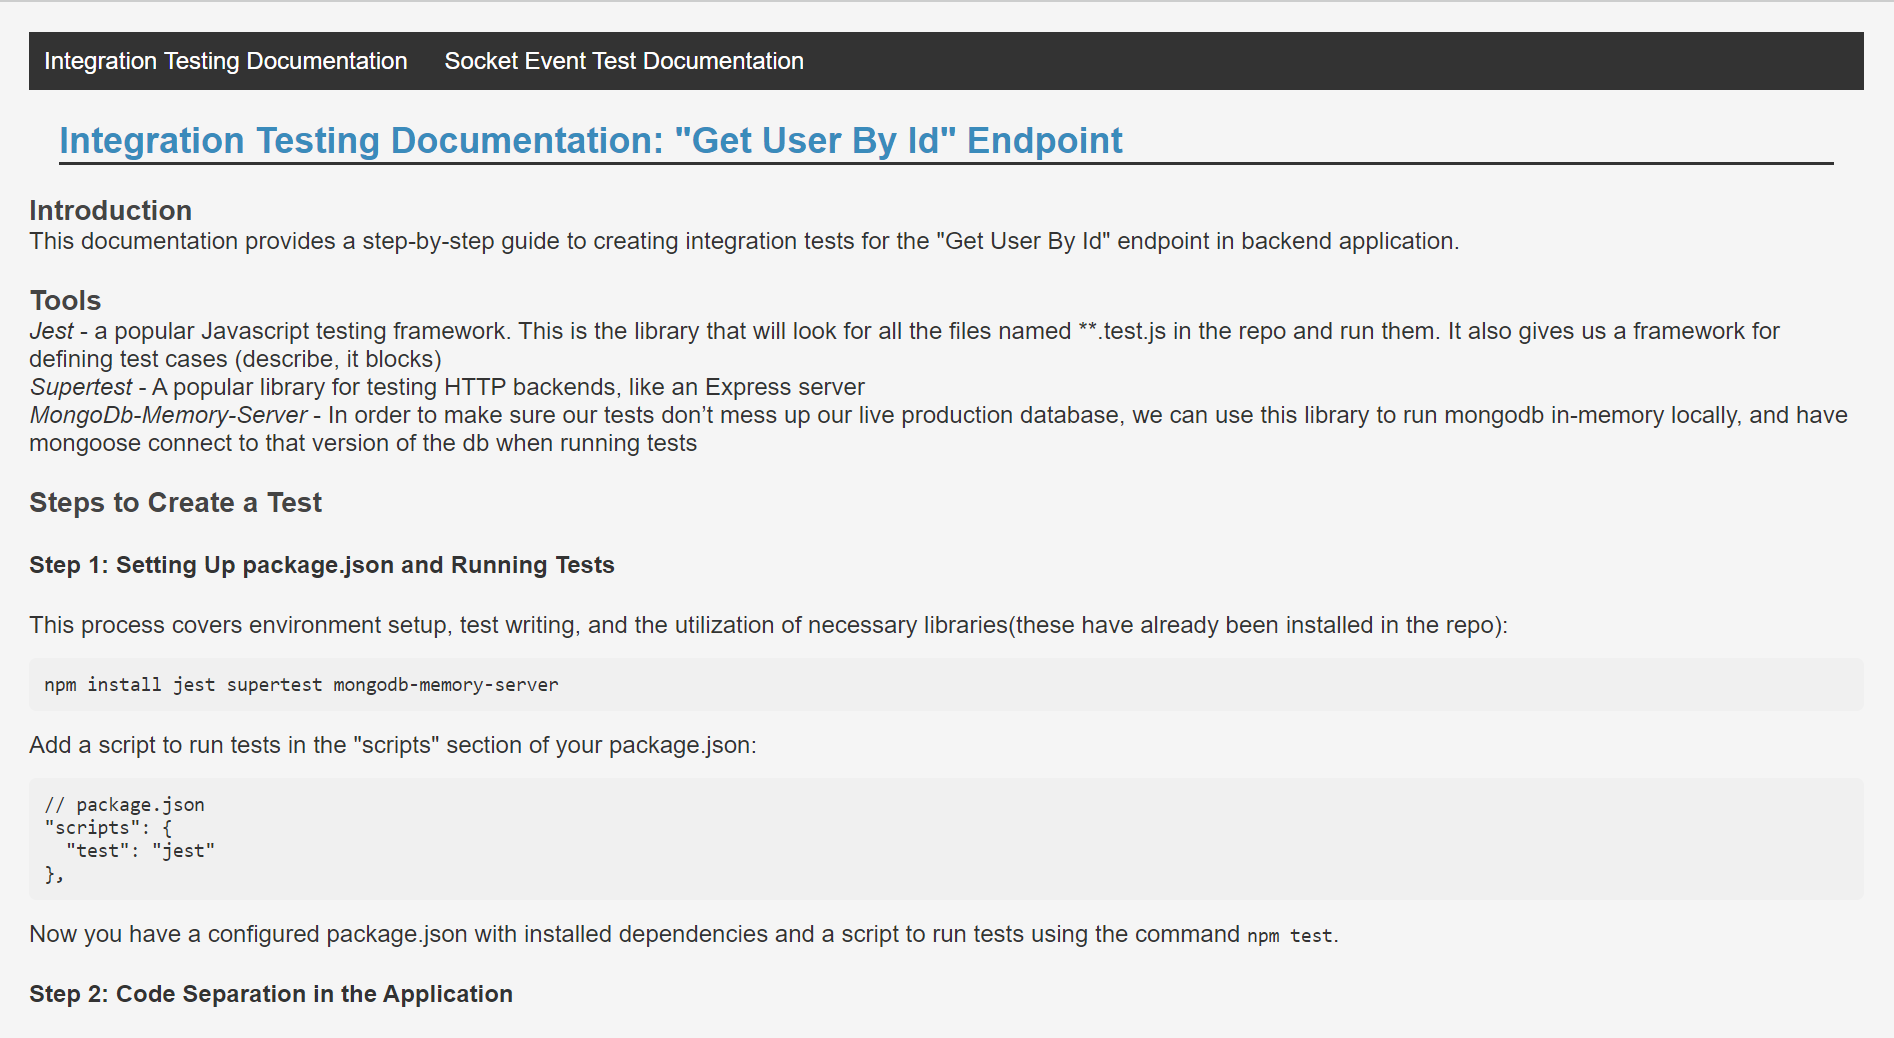 Integration Testing Documentation Socket Event Test Documentation
Integration Testing Documentation: "Get User By Id" Endpoint
Introduction
This documentation provides a step-by-step guide to creating integration tests for the "Get User By Id" endpoint in backend application.
Tools
Jest - a popular Javascript testing framework. This is the library that will look for all the files named **.test.js in the repo and run them. It also gives us a framework for
defining test cases (describe, it blocks)
Supertest - A popular library for testing HTTP backends, like an Express server
MongoDb-Memory-Server - In order to make sure our tests don’t mess up our live production database, we can use this library to run mongodb in-memory locally, and have
mongoose connect to that version of the db when running tests
Steps to Create a Test
Step 1: Setting Up package.json and Running Tests
This process covers environment setup, test writing, and the utilization of necessary libraries(these have already been installed in the repo):
npm install jest supertest mongodb-memory-server
Add a script to run tests in the "scripts" section of your package.json:
// package.json
"scripts": {
  "test": "jest"
},
Now you have a configured package.json with installed dependencies and a script to run tests using the command npm test.
Step 2: Code Separation in the Application